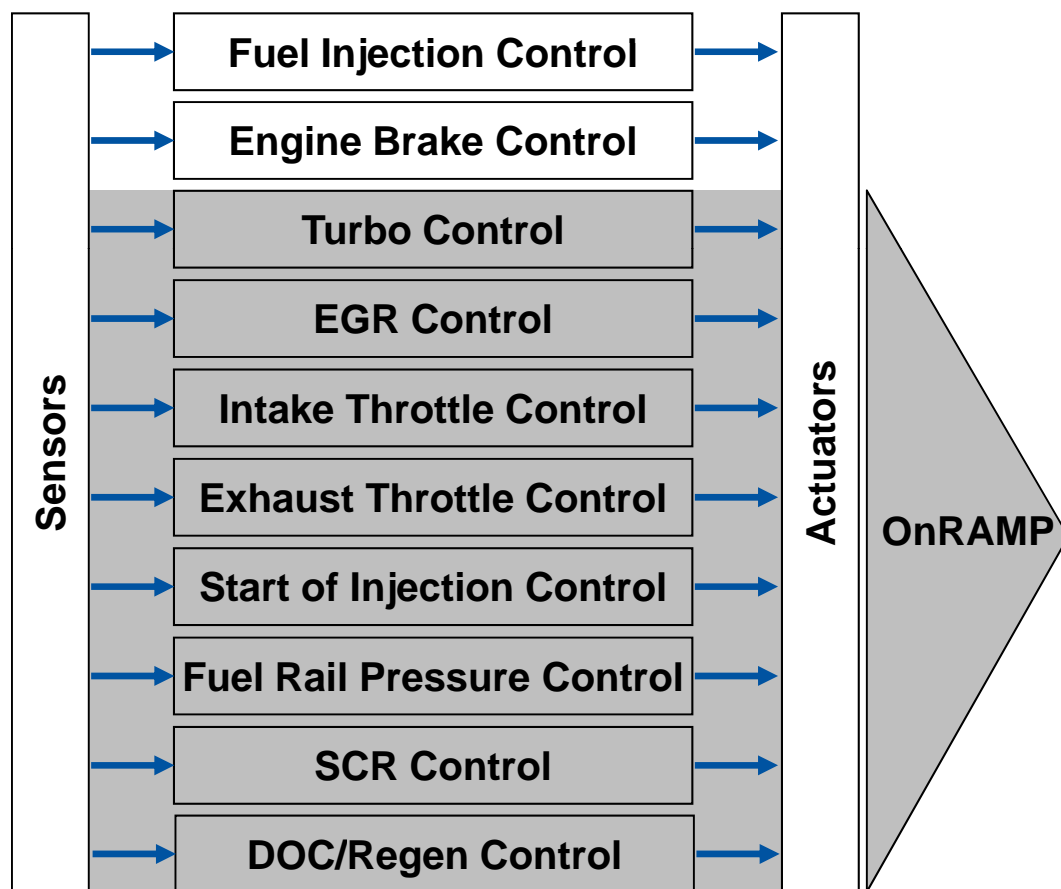 Sensors
Fuel Injection Control
Engine Brake Control
Turbo Control
EGR Control
Intake Throttle Control
Exhaust Throttle Control
Start of Injection Control
Fuel Rail Pressure Control
SCR Control
DOC/Regen Control
Actuators
OnRAMP